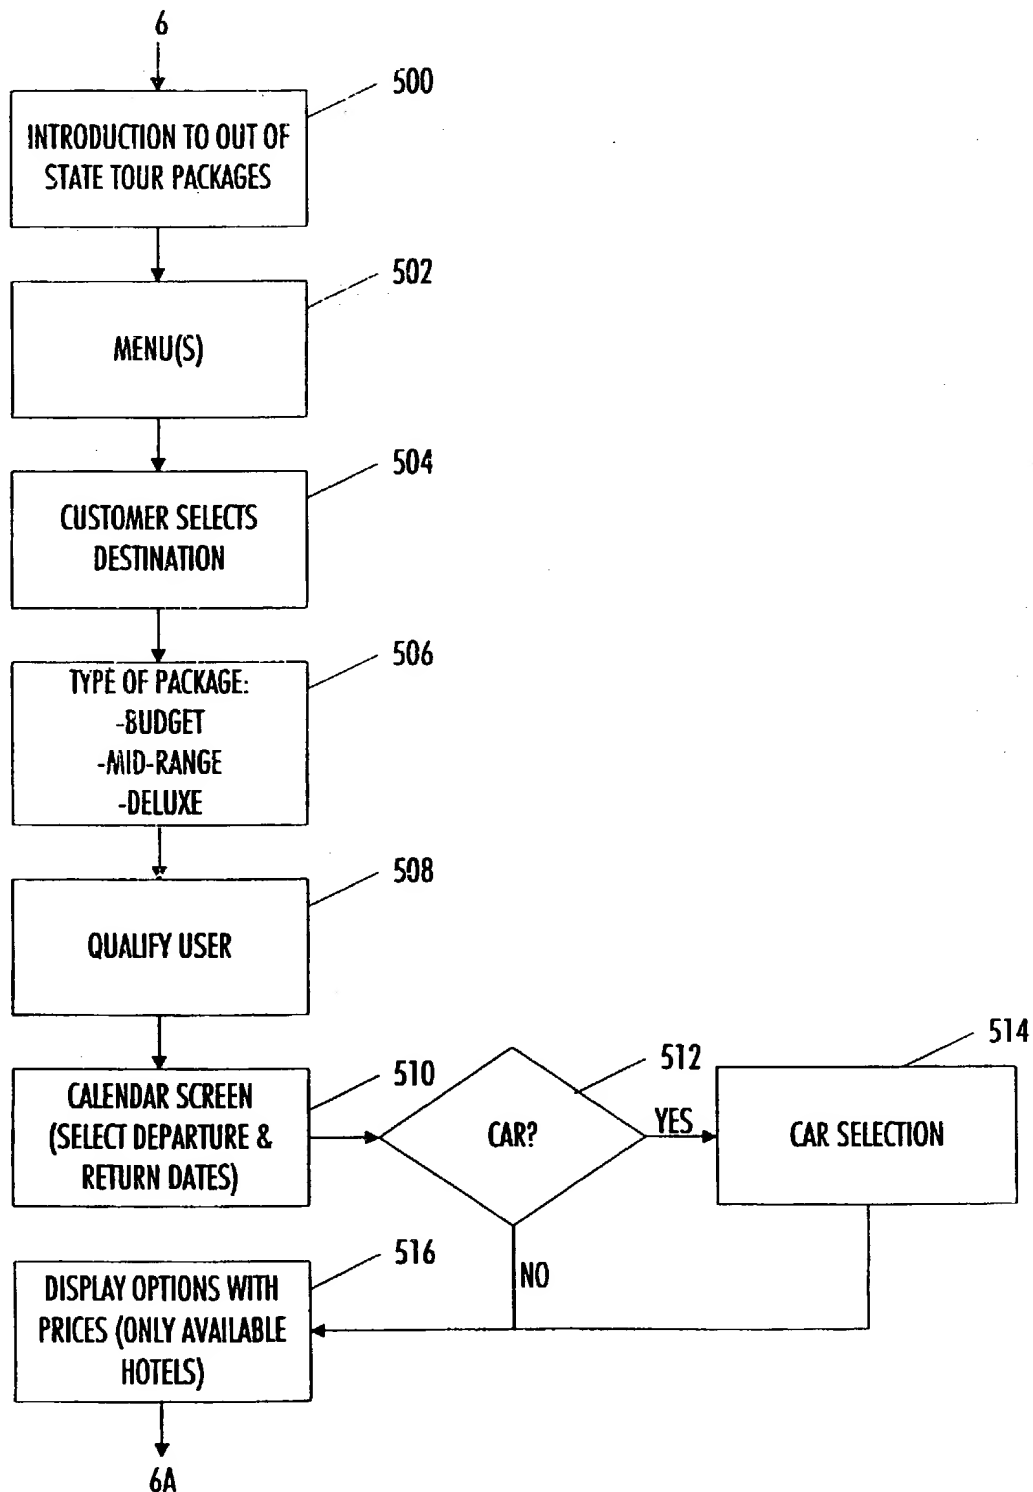 6
500
INTRODUCTION TO OUT OF
STATE TOUR PACKAGES
502
MENU(S)
504
CUSTOMER SELECTS
DESTINATION
506
TYPE OF PACKAGE:
-BUDGET
-MID-RANGE
-DELUXE
508
QUALIFY USER
510
CALENDAR SCREEN
(SELECT DEPARTURE &
RETURN DATES)
512
CAR?
YES
514
CAR SELECTION
NO
516
DISPLAY OPTIONS WITH
PRICES (ONLY AVAILABLE
HOTELS)
6A